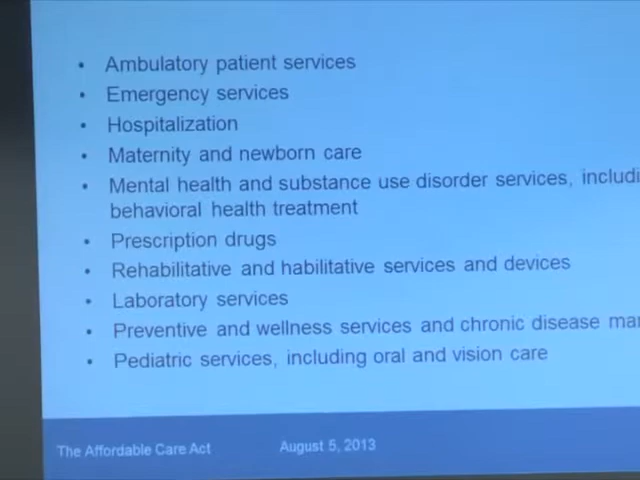 • Ambulatory patient services
• Emergency services
• Hospitalization
• Maternity and newborn care
• Mental health and substance use disorder services, includi
behavioral health treatment
• Prescription drugs
• Rehabilitative and habilitative services and devices
• Laboratory services
• Preventive and wellness services and chronic disease ma
• Pediatric services, including oral and vision care
The Affordable Care Act August 5, 2013